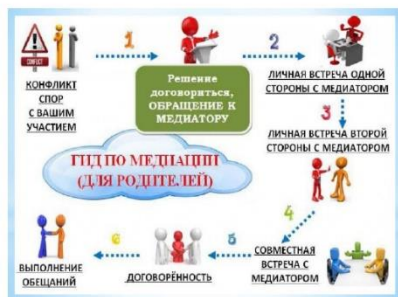 1
2
CONFLICT
КОНФЛИКТ
СПОР
С ВАШИМ
УЧАСТИЕМ
Решение
договориться,
ОБРАЩЕНИЕ К
МЕДИАТОРУ
ЛИЧНАЯ ВСТРЕЧА ОДНОЙ
СТОРОНЫ С МЕДИАТОРОМ
3
ЛИЧНАЯ ВСТРЕЧА ВТОРОЙ
СТОРОНЫ С МЕДИАТОРОМ
ГИД ПО МЕДИАЦИИ
(ДЛЯ РОДИТЕЛЕЙ)
4
СОВМЕСТНАЯ
ВСТРЕЧА С
МЕДИАТОРОМ
5
ДОГОВОРЁННОСТЬ
6
ВЫПОЛНЕНИЕ
ОБЕЩАНИЙ